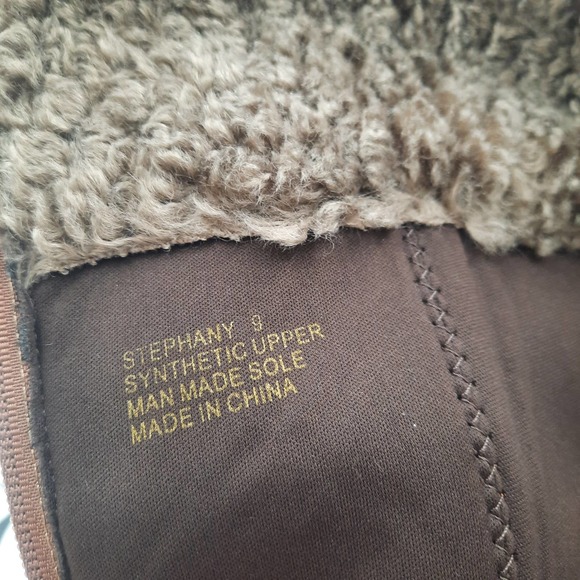 STEPHANY 9
SYNTHETIC UPPER
MAN MADE SOLE
MADE IN CHINA